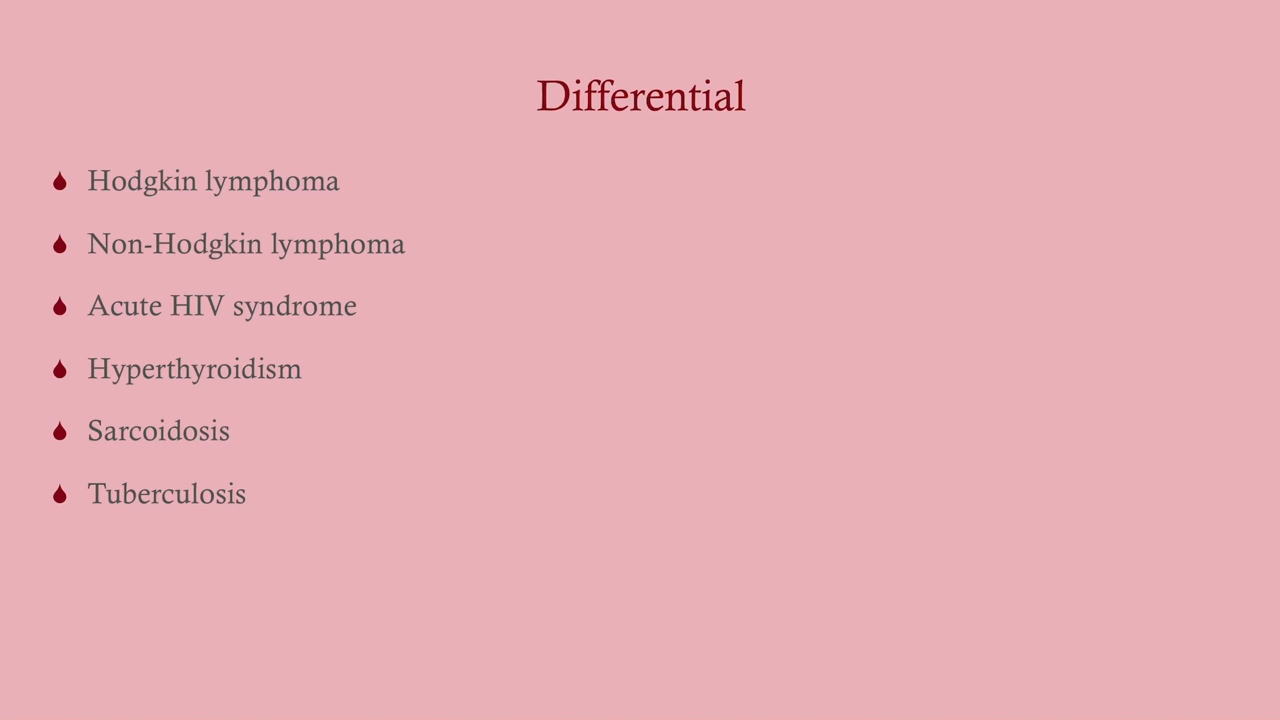 Differential
Hodgkin lymphoma
Non-Hodgkin lymphoma
Acute HIV syndrome
Hyperthyroidism
Sarcoidosis
Tuberculosis